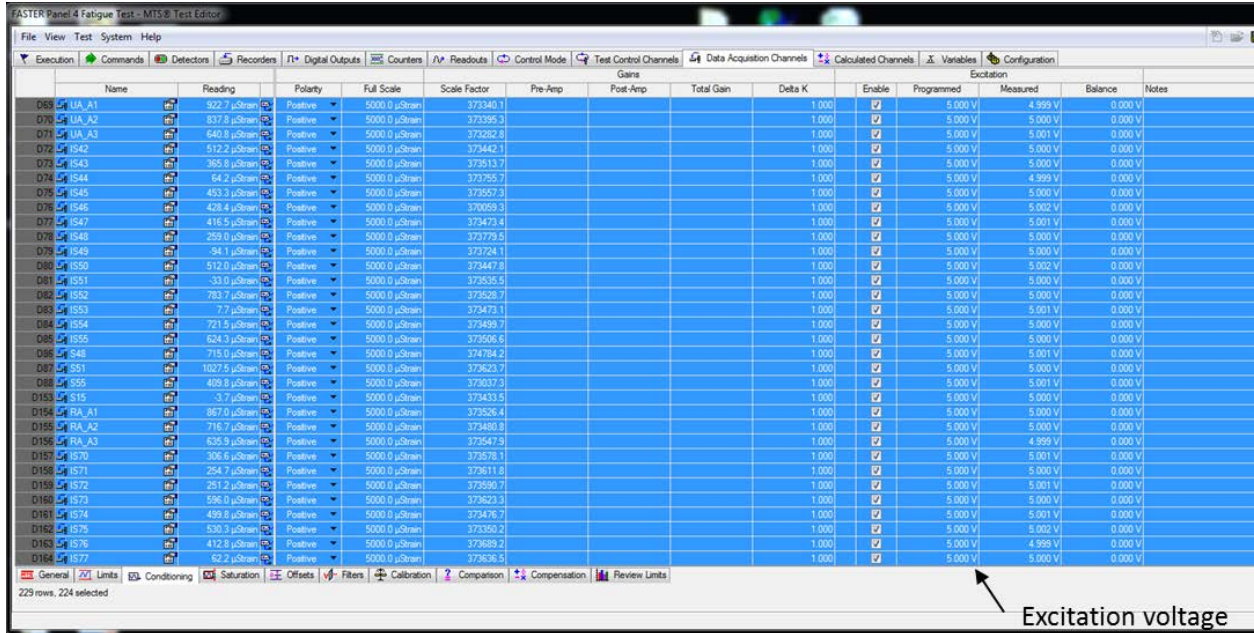 FASTER Panel 4 Fatigue Test - MTS® Test Editor
File View Test System Help
Execution Commands Detectors Recorders Digital Outputs Counters Readouts Control Mode Test Control Channels Data Acquisition Channels Calculated Channels Variables Configuration
Gains Excitation
Name Reading Polarity Full Scale Scale Factor Pre-Amp Post-Amp Total Gain Delta K Enable Programmed Measured Balance Notes
D69 UA_A1 922.7 µStrain Positive 5000.0 µStrain 373340.1 1.000 5.000 V 4.999 V 0.000 V
D70 UA_A2 837.8 µStrain Positive 5000.0 µStrain 373395.3 1.000 5.000 V 5.000 V 0.000 V
D71 UA_A3 640.8 µStrain Positive 5000.0 µStrain 373282.8 1.000 5.000 V 5.001 V 0.000 V
D72 IS42 512.2 µStrain Positive 5000.0 µStrain 373442.1 1.000 5.000 V 5.000 V 0.000 V
D73 IS43 365.8 µStrain Positive 5000.0 µStrain 373513.7 1.000 5.000 V 5.000 V 0.000 V
D74 IS44 64.2 µStrain Positive 5000.0 µStrain 373755.7 1.000 5.000 V 4.999 V 0.000 V
D75 IS45 453.3 µStrain Positive 5000.0 µStrain 373557.3 1.000 5.000 V 5.000 V 0.000 V
D76 IS46 428.4 µStrain Positive 5000.0 µStrain 370059.3 1.000 5.000 V 5.002 V 0.000 V
D77 IS47 416.5 µStrain Positive 5000.0 µStrain 373473.4 1.000 5.000 V 5.001 V 0.000 V
D78 IS48 259.0 µStrain Positive 5000.0 µStrain 373779.5 1.000 5.000 V 5.000 V 0.000 V
D79 IS49 -94.1 µStrain Positive 5000.0 µStrain 373724.1 1.000 5.000 V 5.000 V 0.000 V
D80 IS50 512.0 µStrain Positive 5000.0 µStrain 373447.8 1.000 5.000 V 5.002 V 0.000 V
D81 IS51 -33.0 µStrain Positive 5000.0 µStrain 373535.5 1.000 5.000 V 5.000 V 0.000 V
D82 IS52 783.7 µStrain Positive 5000.0 µStrain 373528.7 1.000 5.000 V 5.000 V 0.000 V
D83 IS53 7.7 µStrain Positive 5000.0 µStrain 373473.1 1.000 5.000 V 5.001 V 0.000 V
D84 IS54 721.5 µStrain Positive 5000.0 µStrain 373499.7 1.000 5.000 V 5.000 V 0.000 V
D85 IS55 624.3 µStrain Positive 5000.0 µStrain 373506.6 1.000 5.000 V 5.000 V 0.000 V
D86 S48 715.0 µStrain Positive 5000.0 µStrain 374784.2 1.000 5.000 V 5.001 V 0.000 V
D87 S51 1027.5 µStrain Positive 5000.0 µStrain 373623.7 1.000 5.000 V 5.000 V 0.000 V
D88 S55 409.8 µStrain Positive 5000.0 µStrain 373037.3 1.000 5.000 V 5.001 V 0.000 V
D153 S15 -3.7 µStrain Positive 5000.0 µStrain 373433.5 1.000 5.000 V 5.000 V 0.000 V
D154 RA_A1 867.0 µStrain Positive 5000.0 µStrain 373526.4 1.000 5.000 V 5.000 V 0.000 V
D155 RA_A2 716.7 µStrain Positive 5000.0 µStrain 373480.8 1.000 5.000 V 5.000 V 0.000 V
D156 RA_A3 635.9 µStrain Positive 5000.0 µStrain 373547.9 1.000 5.000 V 4.999 V 0.000 V
D157 IS70 306.6 µStrain Positive 5000.0 µStrain 373578.1 1.000 5.000 V 5.001 V 0.000 V
D158 IS71 254.7 µStrain Positive 5000.0 µStrain 373611.8 1.000 5.000 V 5.000 V 0.000 V
D159 IS72 251.2 µStrain Positive 5000.0 µStrain 373590.7 1.000 5.000 V 5.001 V 0.000 V
D160 IS73 596.0 µStrain Positive 5000.0 µStrain 373623.3 1.000 5.000 V 5.000 V 0.000 V
D161 IS74 499.8 µStrain Positive 5000.0 µStrain 373476.7 1.000 5.000 V 5.001 V 0.000 V
D162 IS75 530.3 µStrain Positive 5000.0 µStrain 373350.2 1.000 5.000 V 5.002 V 0.000 V
D163 IS76 412.8 µStrain Positive 5000.0 µStrain 373689.2 1.000 5.000 V 4.999 V 0.000 V
D164 IS77 62.2 µStrain Positive 5000.0 µStrain 373636.5 1.000 5.000 V 5.000 V 0.000 V
General Limits Conditioning Saturation Offsets Filters Calibration Comparison Compensation Review Limits
229 rows, 224 selected
Excitation voltage